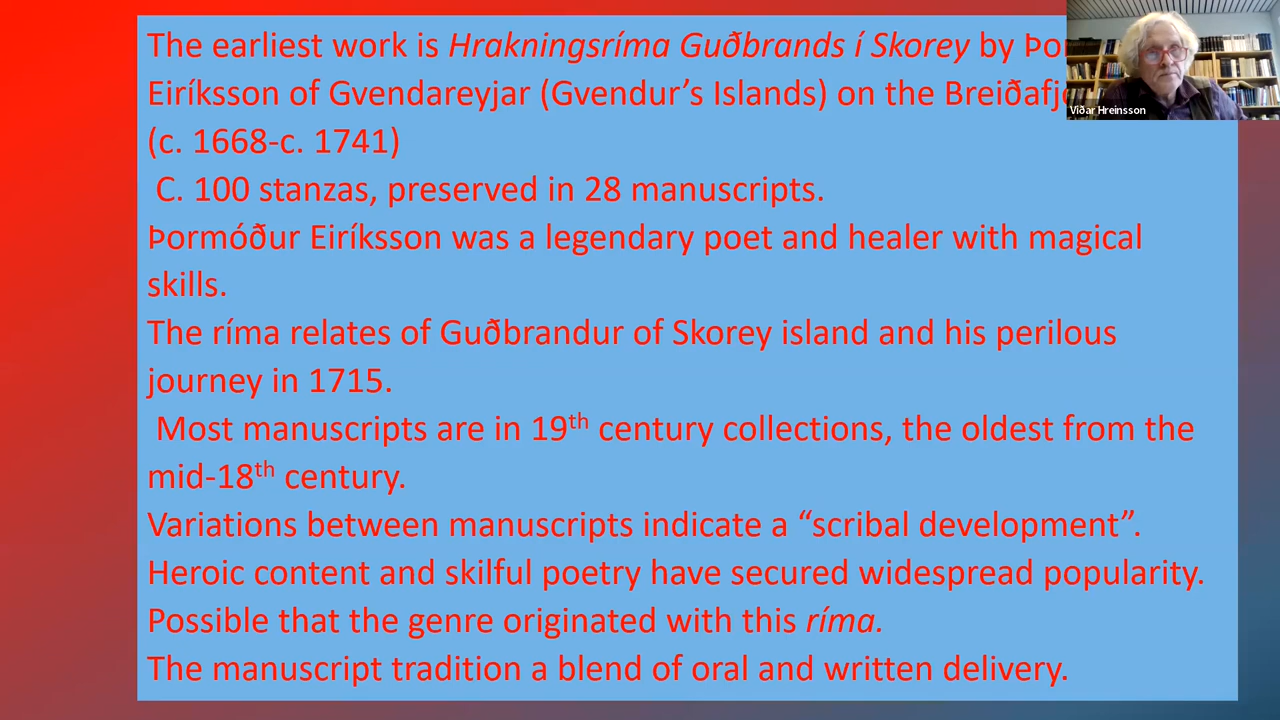 The earliest work is Hrakningsríma Guðbrands í Skorey by
Eiríksson of Gvendareyjar (Gvendur’s Islands) on the
(c. 1668-c. 1741)
C. 100 stanzas, preserved in 28 manuscripts.
Þormóður Eiríksson was a legendary poet and healer with magical
skills.
The ríma relates of Guðbrandur of Skorey island and his perilous
journey in 1715.
Most manuscripts are in 19th century collections, the oldest from the
mid-18th century.
Variations between manuscripts indicate a “scribal development”.
Heroic content and skilful poetry have secured widespread popularity.
Possible that the genre originated with this ríma.
The manuscript tradition a blend of oral and written delivery.
Viðar Hreinsson